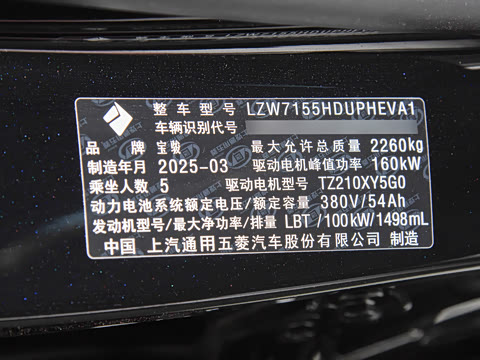 整车型号 LZW7155HDUPHEVA1
车辆识别代号
品牌 宝骏 最大允许总质量 2260kg
制造年月 2025-03 驱动电机峰值功率 160kW
乘坐人数 5 驱动电机型号 TZ210XY5G0
动力电池系统额定电压/额定容量 380V/54Ah
发动机型号/最大净功率/排量 LBT/100kW/1498mL
中国 上汽通用五菱汽车股份有限公司 制造